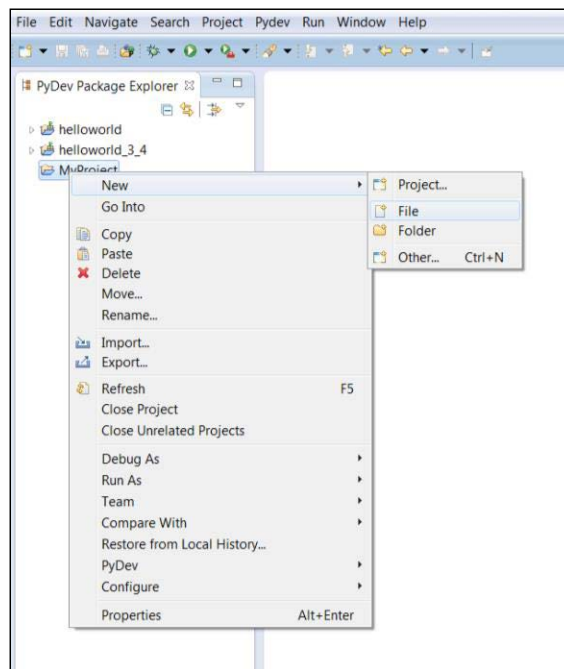 File Edit Navigate Search Project Pydev Run Window Help
PyDev Package Explorer
helloworld
helloworld_3_4
MyProject
New
Project...
Go Into
File
Folder
Copy
Paste
Other... Ctrl+N
Delete
Move...
Rename...
Import...
Export...
Refresh F5
Close Project
Close Unrelated Projects
Debug As
Run As
Team
Compare With
Restore from Local History...
PyDev
Configure
Properties Alt+Enter